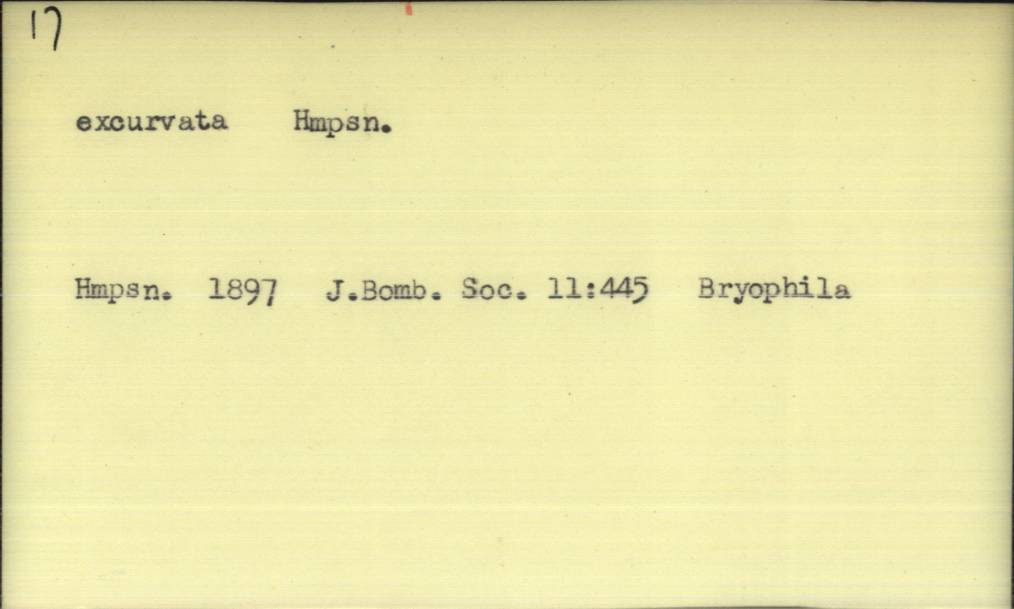 17
excurvata Hmpsn.
Hmpsn. 1897 J.Bomb. Soc. 11:445 Bryophila